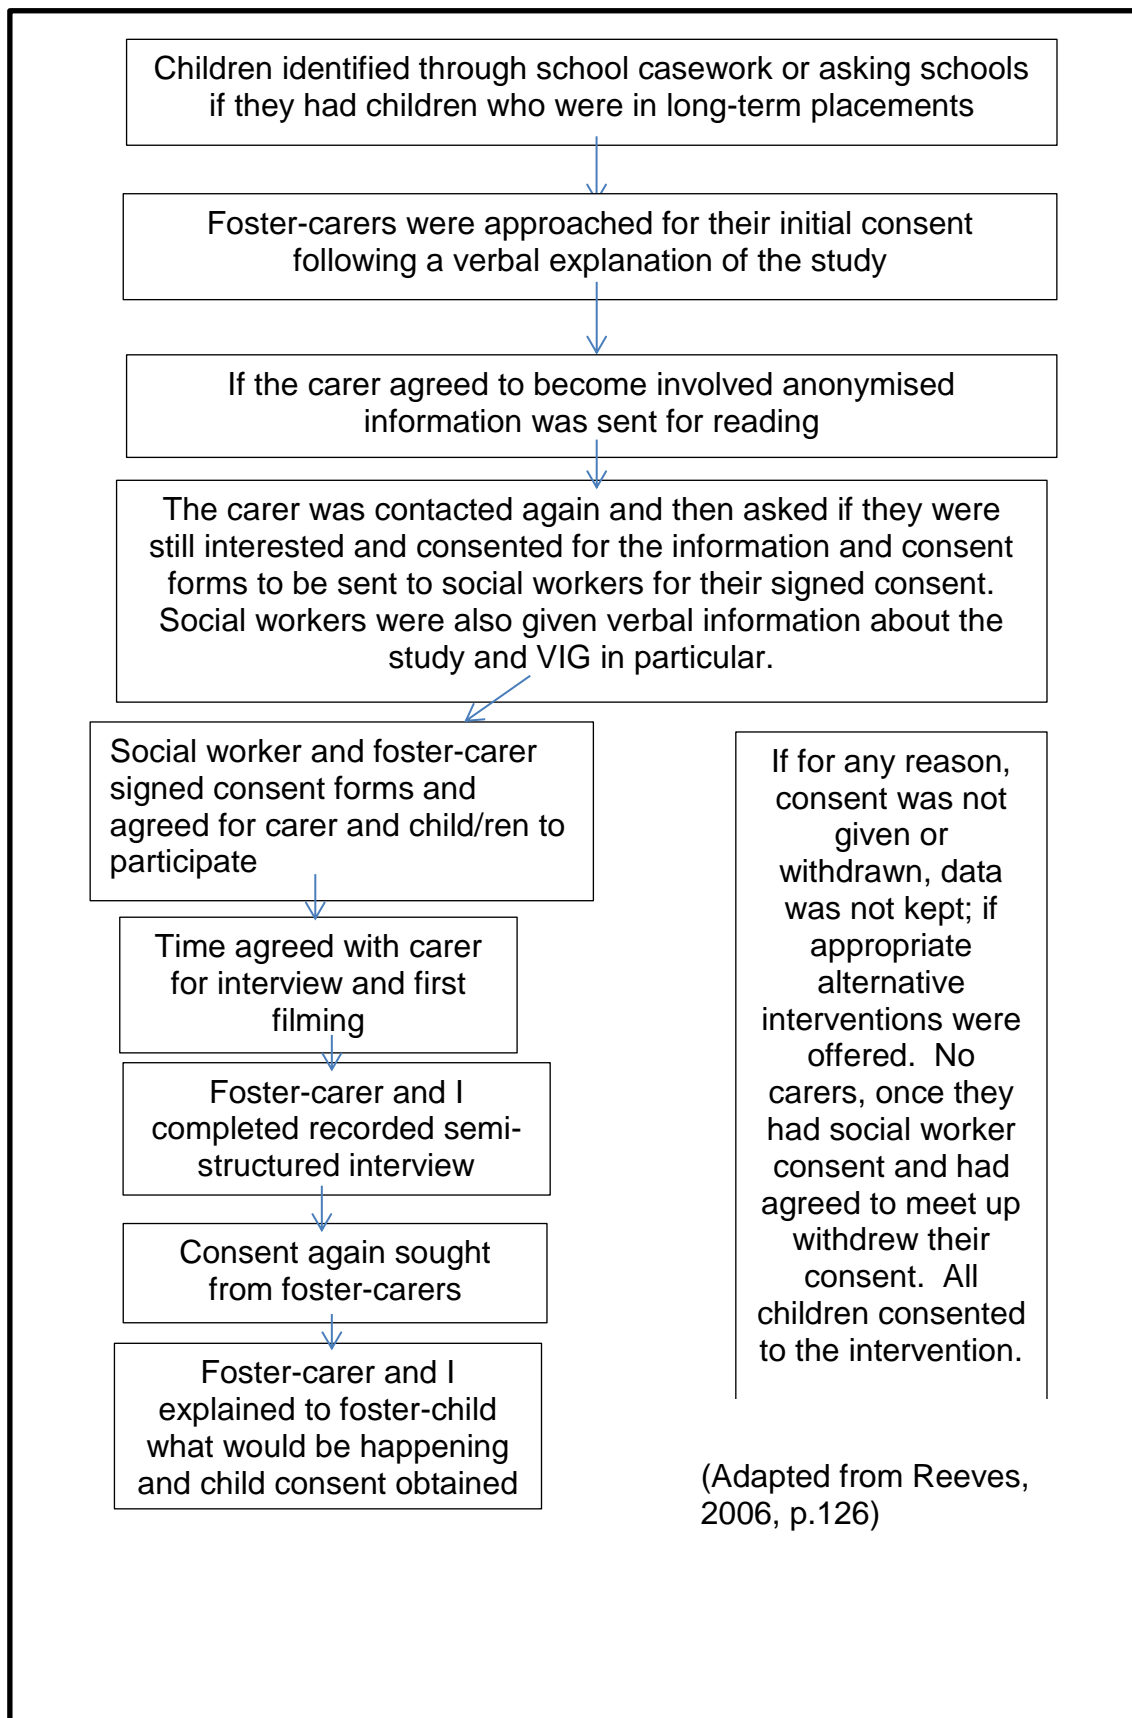 Children identified through school casework or asking schools
if they had children who were in long-term placements
Foster-carers were approached for their initial consent
following a verbal explanation of the study
If the carer agreed to become involved anonymised
information was sent for reading
The carer was contacted again and then asked if they were
still interested and consented for the information and consent
forms to be sent to social workers for their signed consent.
Social workers were also given verbal information about the
study and VIG in particular.
Social worker and foster-carer
signed consent forms and
agreed for carer and child/ren to
participate
Time agreed with carer
for interview and first
filming
Foster-carer and I
completed recorded semi-
structured interview
Consent again sought
from foster-carers
Foster-carer and I
explained to foster-child
what would be happening
and child consent obtained
If for any reason,
consent was not
given or
withdrawn, data
was not kept; if
appropriate
alternative
interventions were
offered.  No
carers, once they
had social worker
consent and had
agreed to meet up
withdrew their
consent.  All
children consented
to the intervention.
(Adapted from Reeves,
2006, p.126)